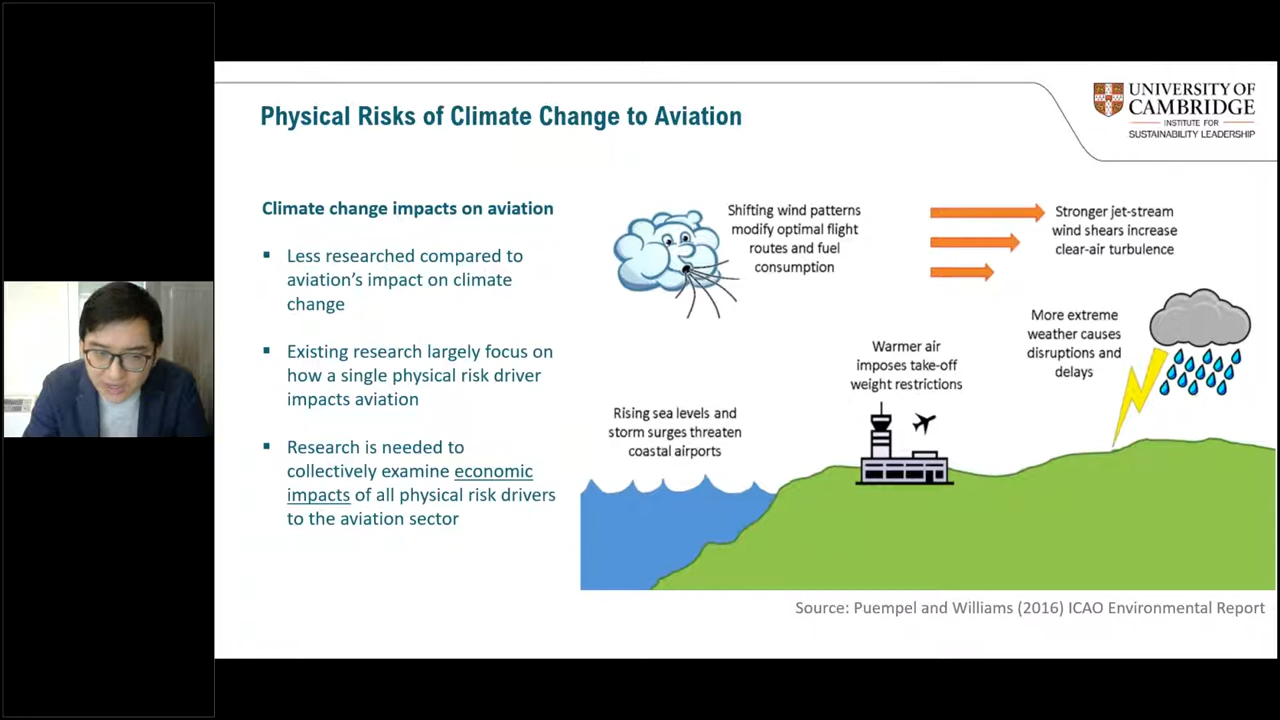 Physical Risks of Climate Change to Aviation
UNIVERSITY OF
CAMBRIDGE
INSTITUTE FOR
SUSTAINABILITY LEADERSHIP
Climate change impacts on aviation
▪ Less researched compared to
aviation's impact on climate
change
▪ Existing research largely focus on
how a single physical risk driver
impacts aviation
▪ Research is needed to
collectively examine economic
impacts of all physical risk drivers
to the aviation sector
Shifting wind patterns
modify optimal flight
routes and fuel
consumption
Stronger jet-stream
wind shears increase
clear-air turbulence
More extreme
weather causes
disruptions and
delays
Warmer air
imposes take-off
weight restrictions
Rising sea levels and
storm surges threaten
coastal airports
Source: Puempel and Williams (2016) ICAO Environmental Report